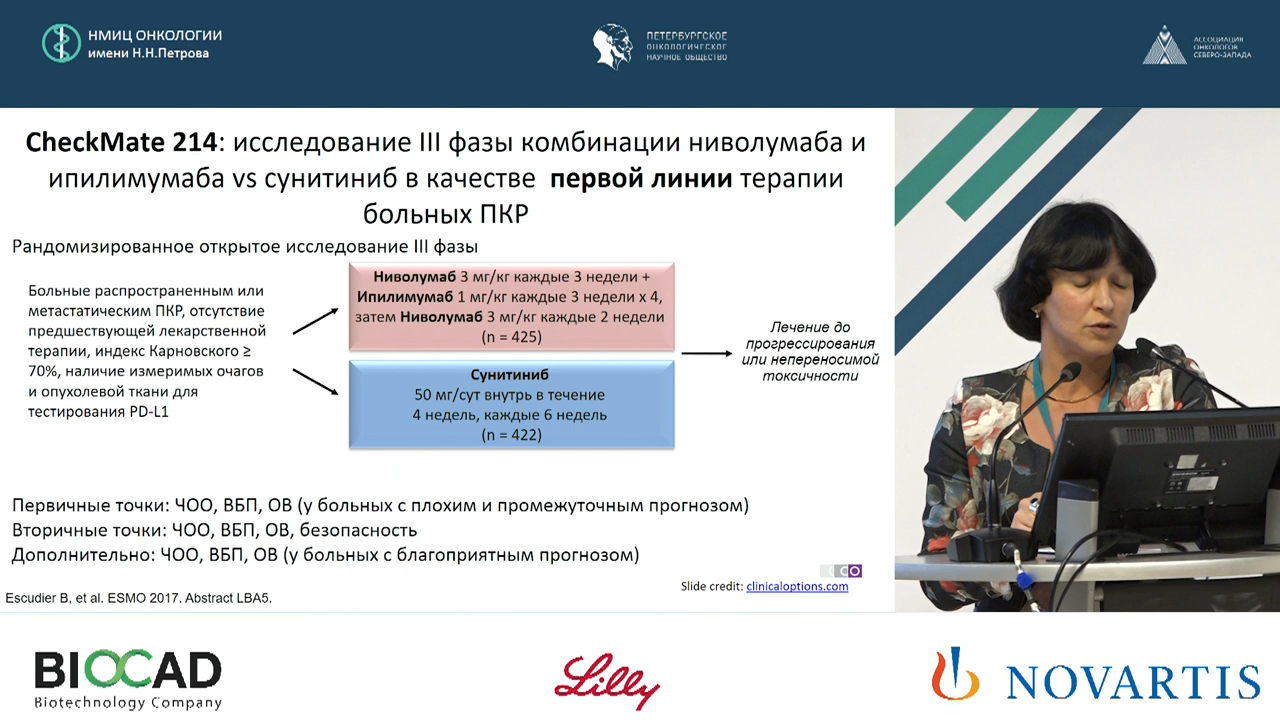 НМИЦ ОНКОЛОГИИ
имени Н.Н.Петрова
ПЕТЕРБУРГСКОЕ
ОНКОЛОГИЧЕСКОЕ
НАУЧНОЕ ОБЩЕСТВО
АССОЦИАЦИЯ
ОНКОЛОГОВ
СЕВЕРО-ЗАПАДА
CheckMate 214: исследование III фазы комбинации ниволумаба и
ипилимумаба vs сунитиниб в качестве первой линии терапии
больных ПКР
Рандомизированное открытое исследование III фазы
Больные распространенным или
метастатическим ПКР, отсутствие
предшествующей лекарственной
терапии, индекс Карновского ≥
70%, наличие измеримых очагов
и опухолевой ткани для
тестирования PD-L1
Ниволумаб 3 мг/кг каждые 3 недели +
Ипилимумаб 1 мг/кг каждые 3 недели x 4,
затем Ниволумаб 3 мг/кг каждые 2 недели
(n = 425)
Сунитиниб
50 мг/сут внутрь в течение
4 недель, каждые 6 недель
(n = 422)
Лечение до
прогрессирования
или непереносимой
токсичности
Первичные точки: ЧОО, ВБП, ОВ (у больных с плохим и промежуточным прогнозом)
Вторичные точки: ЧОО, ВБП, ОВ, безопасность
Дополнительно: ЧОО, ВБП, ОВ (у больных с благоприятным прогнозом)
CCO
Slide credit: clinicaloptions.com
Escudier B, et al. ESMO 2017. Abstract LBA5.
BIOCAD
Biotechnology Company
Lilly
NOVARTIS